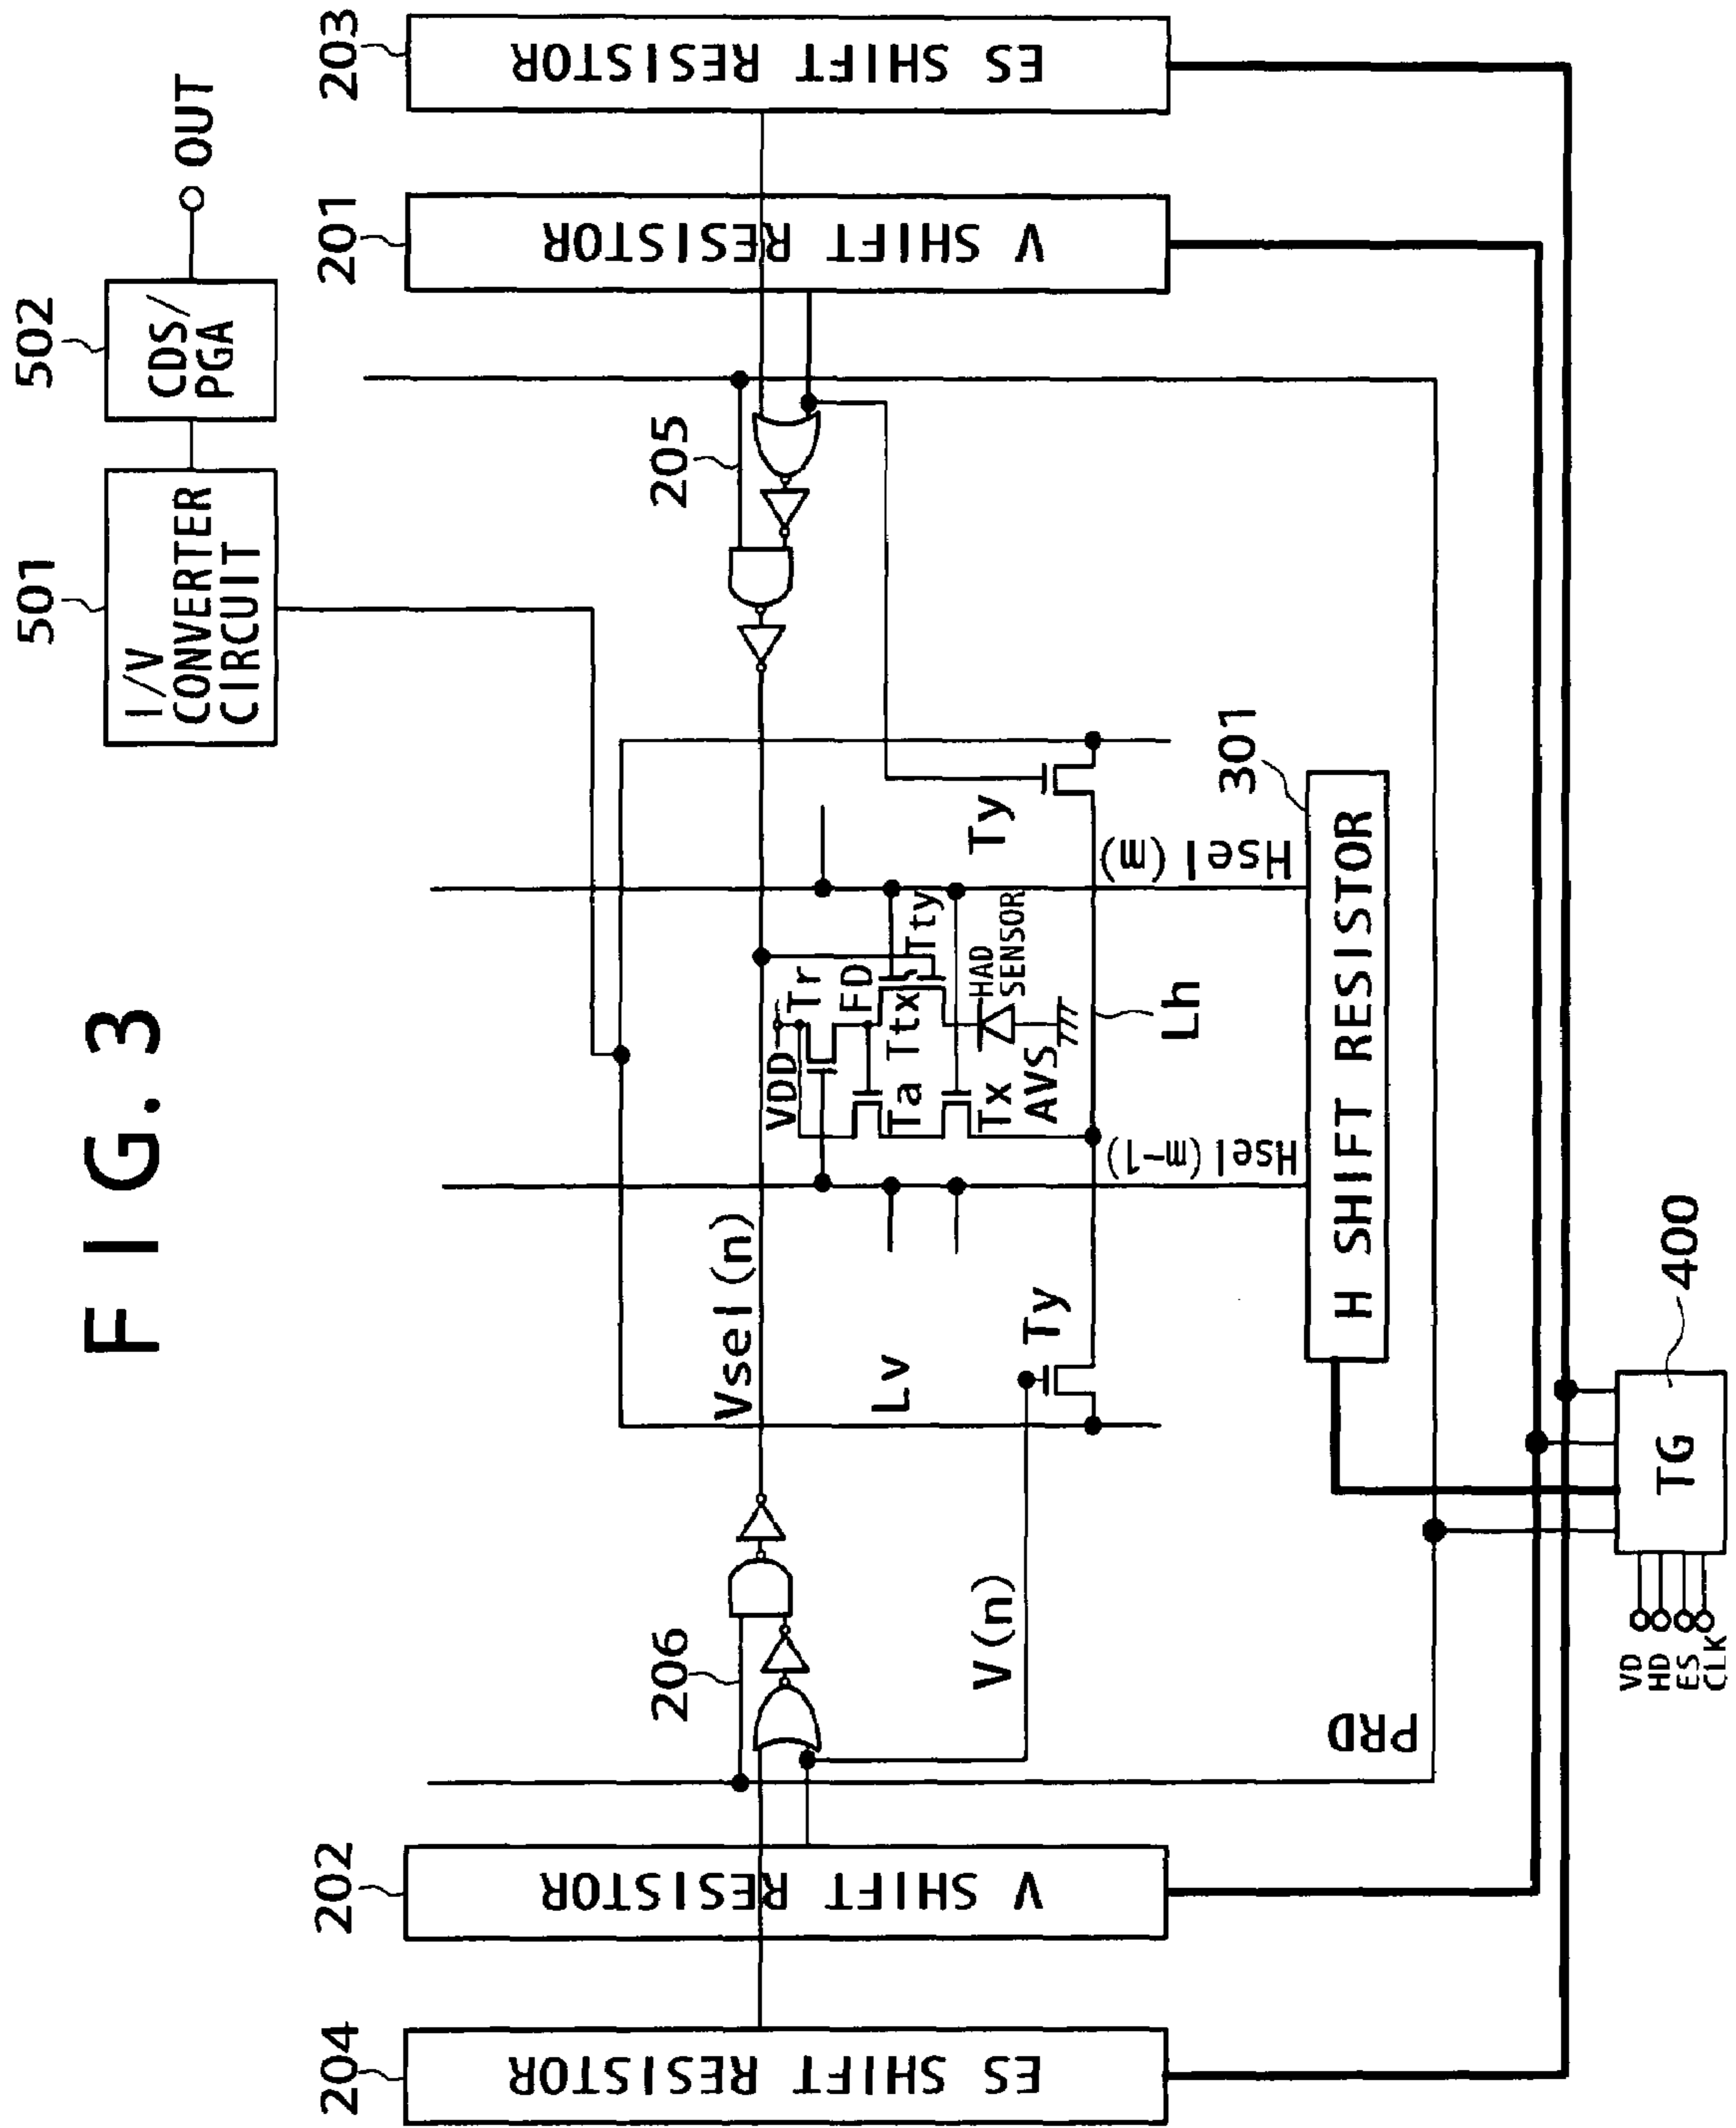 FIG. 3
501
502
I/V
CONVERTER
CIRCUIT
CDS/
PGA
OUT
204
202
206
205
201
203
ES SHIFT RESISTOR
V SHIFT RESISTOR
V SHIFT RESISTOR
ES SHIFT RESISTOR
Vsel(n)
Lv
VDD
Tr
FD
Ta
Ttx
Tty
HAD
SENSOR
Tx
AVS
V(n)
Ty
Ty
Lh
Hsel(m-1)
Hsel(m)
301
H SHIFT RESISTOR
PRD
400
TG
VD
HD
ES
CLK